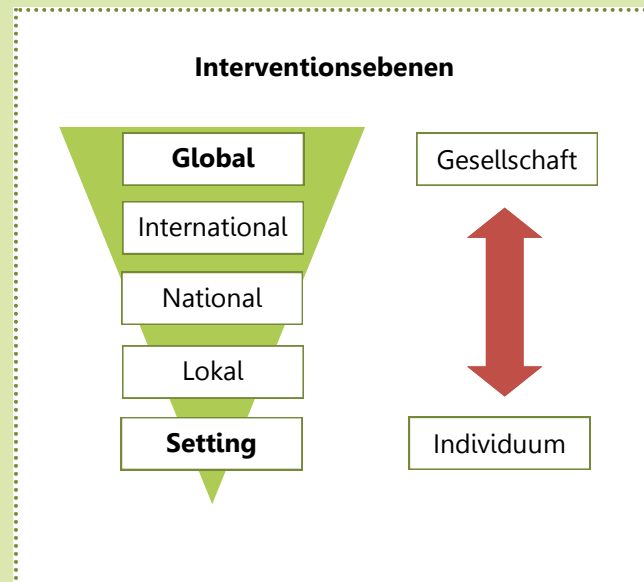 Interventionsebenen
Global
International
National
Lokal
Setting
Gesellschaft
Individuum